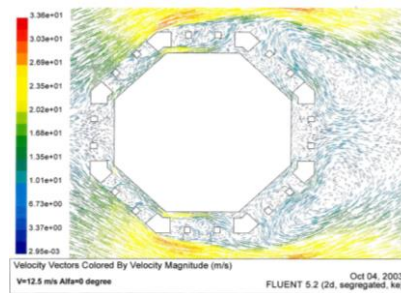 3.36e+01
3.03e+01
2.69e+01
2.35e+01
2.02e+01
1.68e+01
1.35e+01
1.01e+01
6.73e+00
3.37e+00
2.95e-03
Velocity Vectors Colored By Velocity Magnitude (m/s)
V=12.5 m/s Alfa=0 degree
Oct 04, 2003
FLUENT 5.2 (2d, segregated, ke)